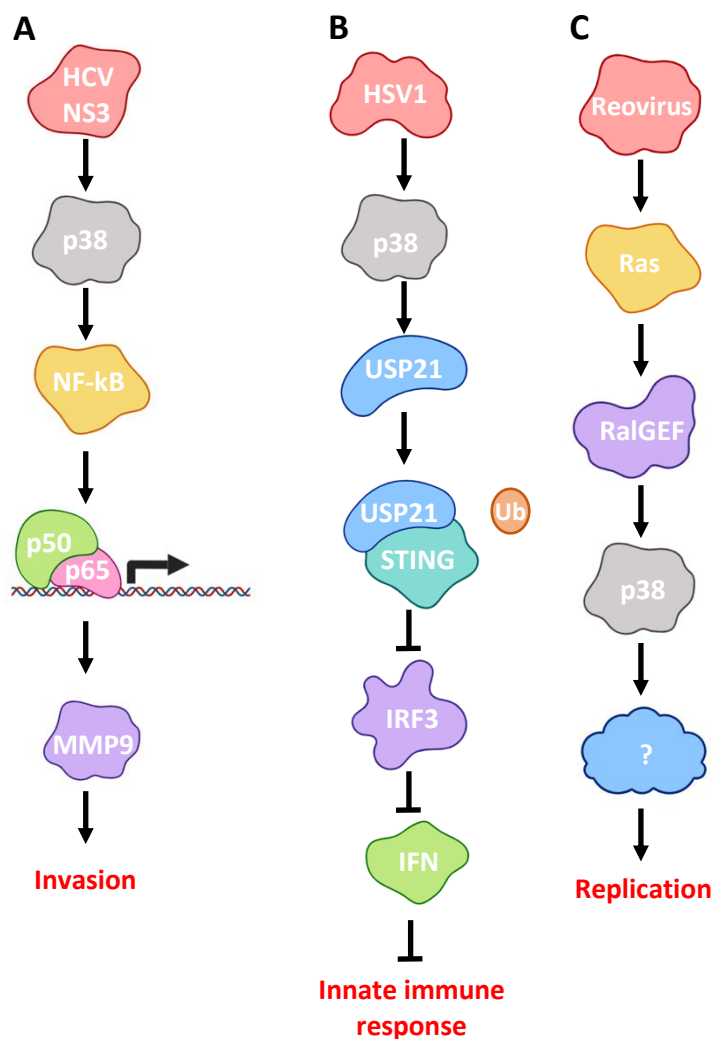 A
HCV
NS3
p38
NF-kB
p50
p65
MMP9
Invasion
B
HSV1
p38
USP21
USP21
Ub
STING
IRF3
IFN
Innate immune
response
C
Reovirus
Ras
RalGEF
p38
?
Replication